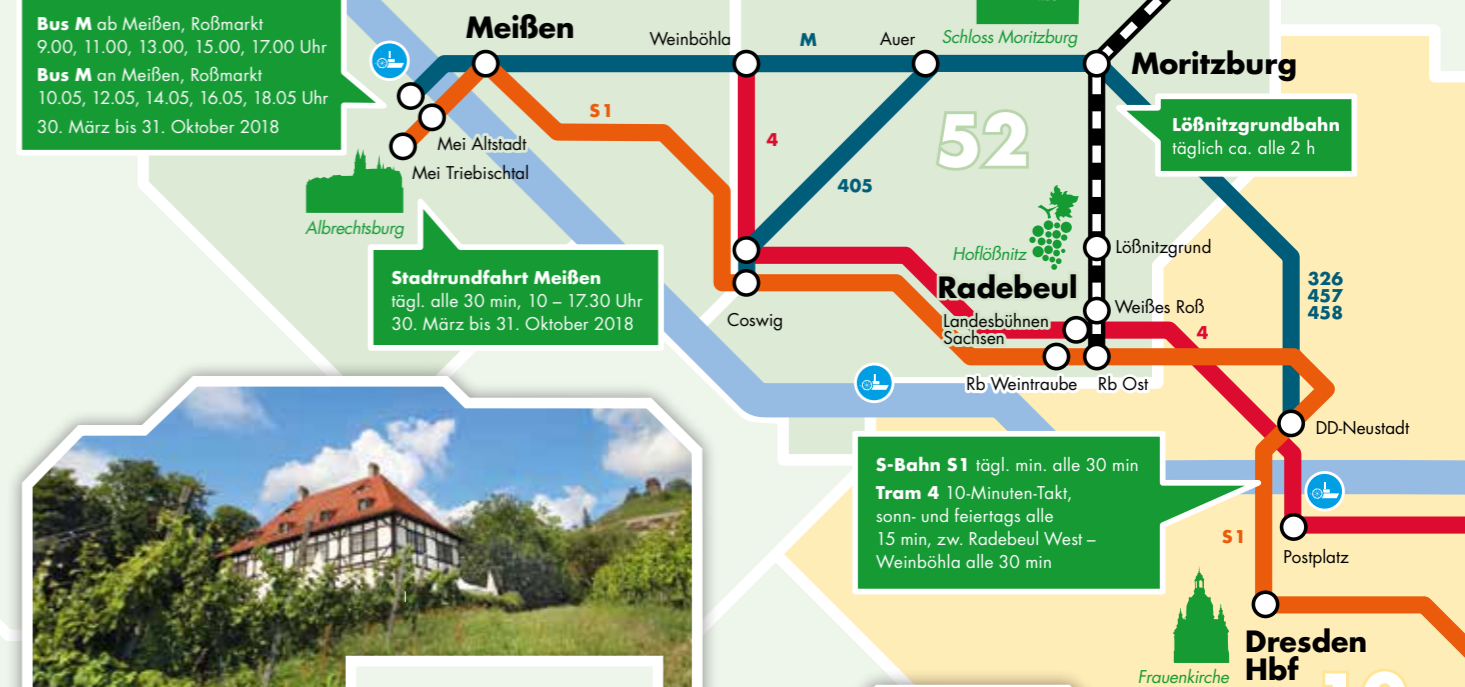 Bus M ab Meißen, Roßmarkt
9.00, 11.00, 13.00, 15.00, 17.00 Uhr
Bus M an Meißen, Roßmarkt
10.05, 12.05, 14.05, 16.05, 18.05 Uhr
30. März bis 31. Oktober 2018
Meißen
Weinböhla
M
Auer
Schloss Moritzburg
Moritzburg
S1
4
405
52
Lößnitzgrundbahn
täglich ca. alle 2 h
Mei Altstadt
Mei Triebischtal
Albrechtsburg
Stadtrundfahrt Meißen
tägl. alle 30 min, 10 – 17.30 Uhr
30. März bis 31. Oktober 2018
Hoflößnitz
Lößnitzgrund
Radebeul
Weißes Roß
326
457
458
Coswig
Landesbühnen
Sachsen
4
Rb Weintraube
Rb Ost
DD-Neustadt
S-Bahn S1 tägl. min. alle 30 min
Tram 4 10-Minuten-Takt,
sonn- und feiertags alle
15 min, zw. Radebeul West –
Weinböhla alle 30 min
S1
Postplatz
Frauenkirche
Dresden
Hbf